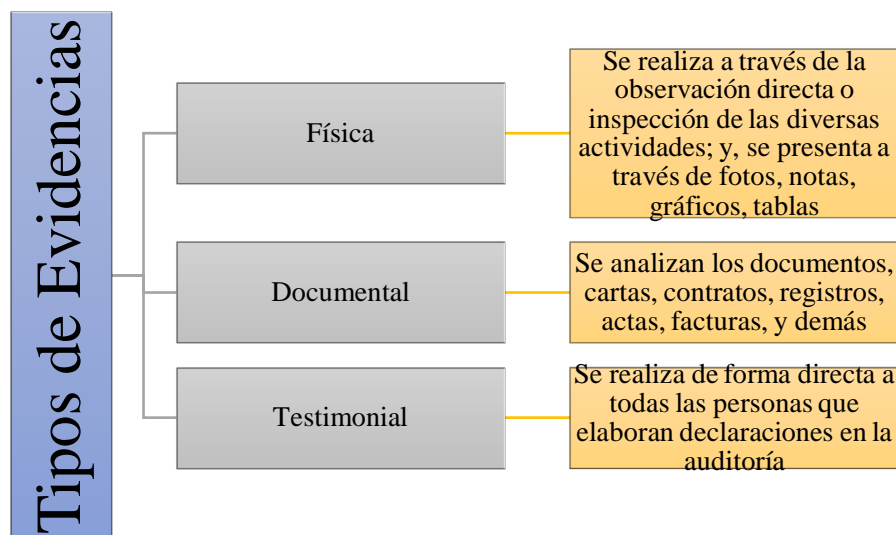 Tipos de Evidencias
Física
Se realiza a través de la
observación directa o
inspección de las diversas
actividades; y, se presenta a
través de fotos, notas,
gráficos, tablas
Documental
Se analizan los documentos,
cartas, contratos, registros,
actas, facturas, y demás
Testimonial
Se realiza de forma directa a
todas las personas que
elaboran declaraciones en la
auditoría